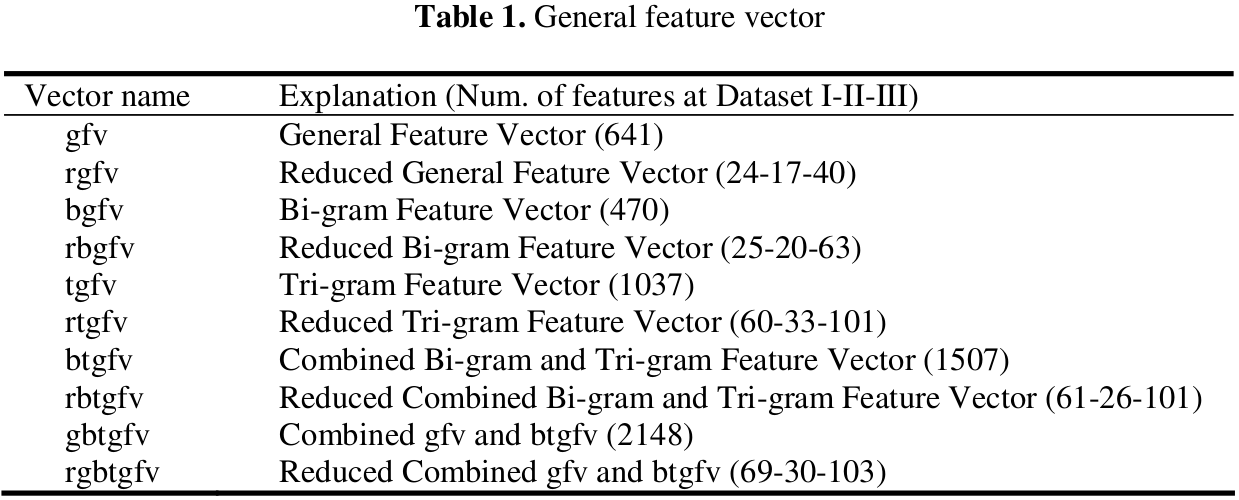 Table 1. General feature vector
Vector name Explanation (Num. of features at Dataset I-II-III)
gfv General Feature Vector (641)
rgfv Reduced General Feature Vector (24-17-40)
bgfv Bi-gram Feature Vector (470)
rbgfv Reduced Bi-gram Feature Vector (25-20-63)
tgfv Tri-gram Feature Vector (1037)
rtgfv Reduced Tri-gram Feature Vector (60-33-101)
btgfv Combined Bi-gram and Tri-gram Feature Vector (1507)
rbtgfv Reduced Combined Bi-gram and Tri-gram Feature Vector (61-26-101)
gbtgfv Combined gfv and btgfv (2148)
rgbtgfv Reduced Combined gfv and btgfv (69-30-103)